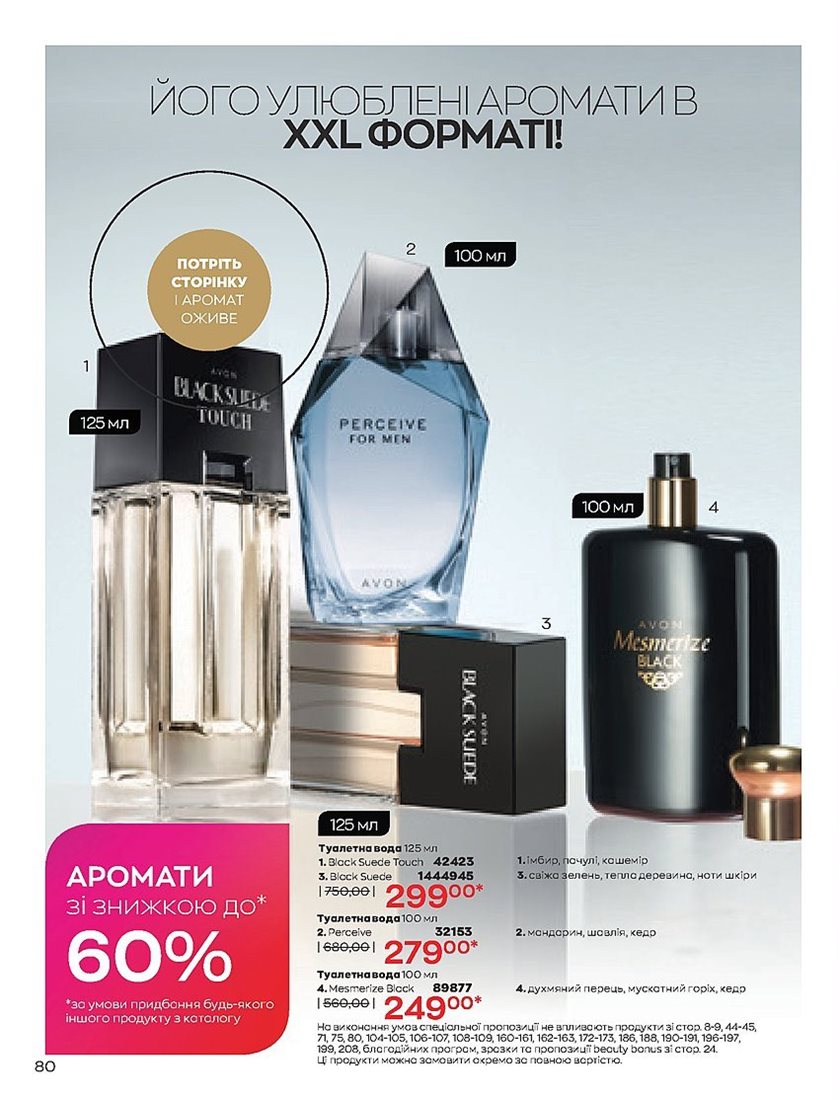 ЙОГО УЛЮБЛЕНІ АРОМАТИ В
XXL ФОРМАТІ!
ПОТРІТЬ
СТОРІНКУ
І АРОМАТ
ОЖИВЕ
1
125 мл
AVON
BLACK SUEDE
TOUCH
2
100 мл
PERCEIVE
FOR MEN
AVON
3
AVON
BLACK SUEDE
125 мл
4
100 мл
AVON
Mesmerize
BLACK
АРОМАТИ
ЗІ ЗНИЖКОЮ ДО*
60%
*за умови придбання будь-якого
іншого продукту з каталогу
Туалетна вода 125 мл
1. Black Suede Touch 42423
3. Black Suede 1444945
|750,00| 29900*
Туалетна вода 100 мл
2. Perceive 32153
|680,00| 27900*
Туалетна вода 100 мл
4. Mesmerize Black 89877
|560,00| 24900*
1. імбир, пачулі, кашемір
3. свіжа зелень, тепла деревина, ноти шкіри
2. мандарин, шавлія, кедр
4. духмяний перець, мускатний горіх, кедр
На виконання умов спеціальної пропозиції не впливають продукти зі стор. 8-9, 44-45,
71, 75, 80, 104-105, 106-107, 108-109, 160-161, 162-163, 172-173, 186, 188, 190-191, 196-197,
199, 208, благодійних програм, зразки та пропозиції beauty bonus зі стор. 24.
Ці продукти можна замовити окремо за повною вартістю.
80